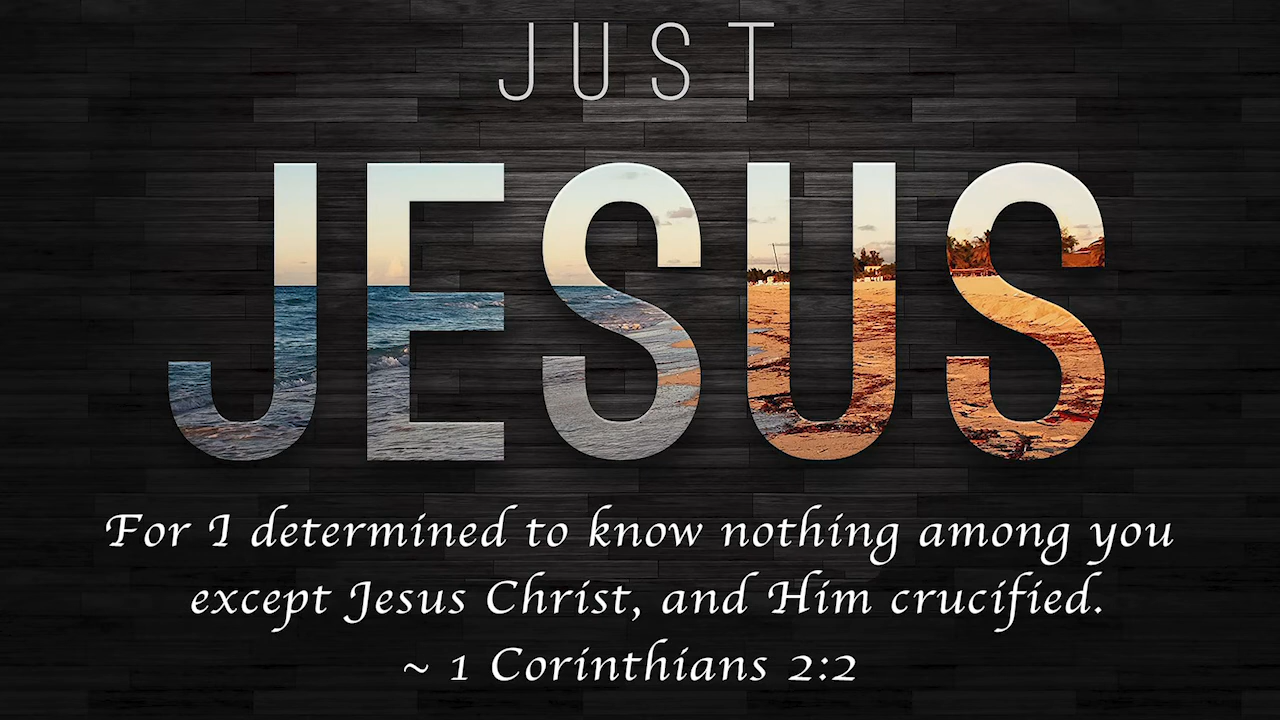 JUST
JESUS
For I determined to know nothing among you
except Jesus Christ, and Him crucified.
~ 1 Corinthians 2:2